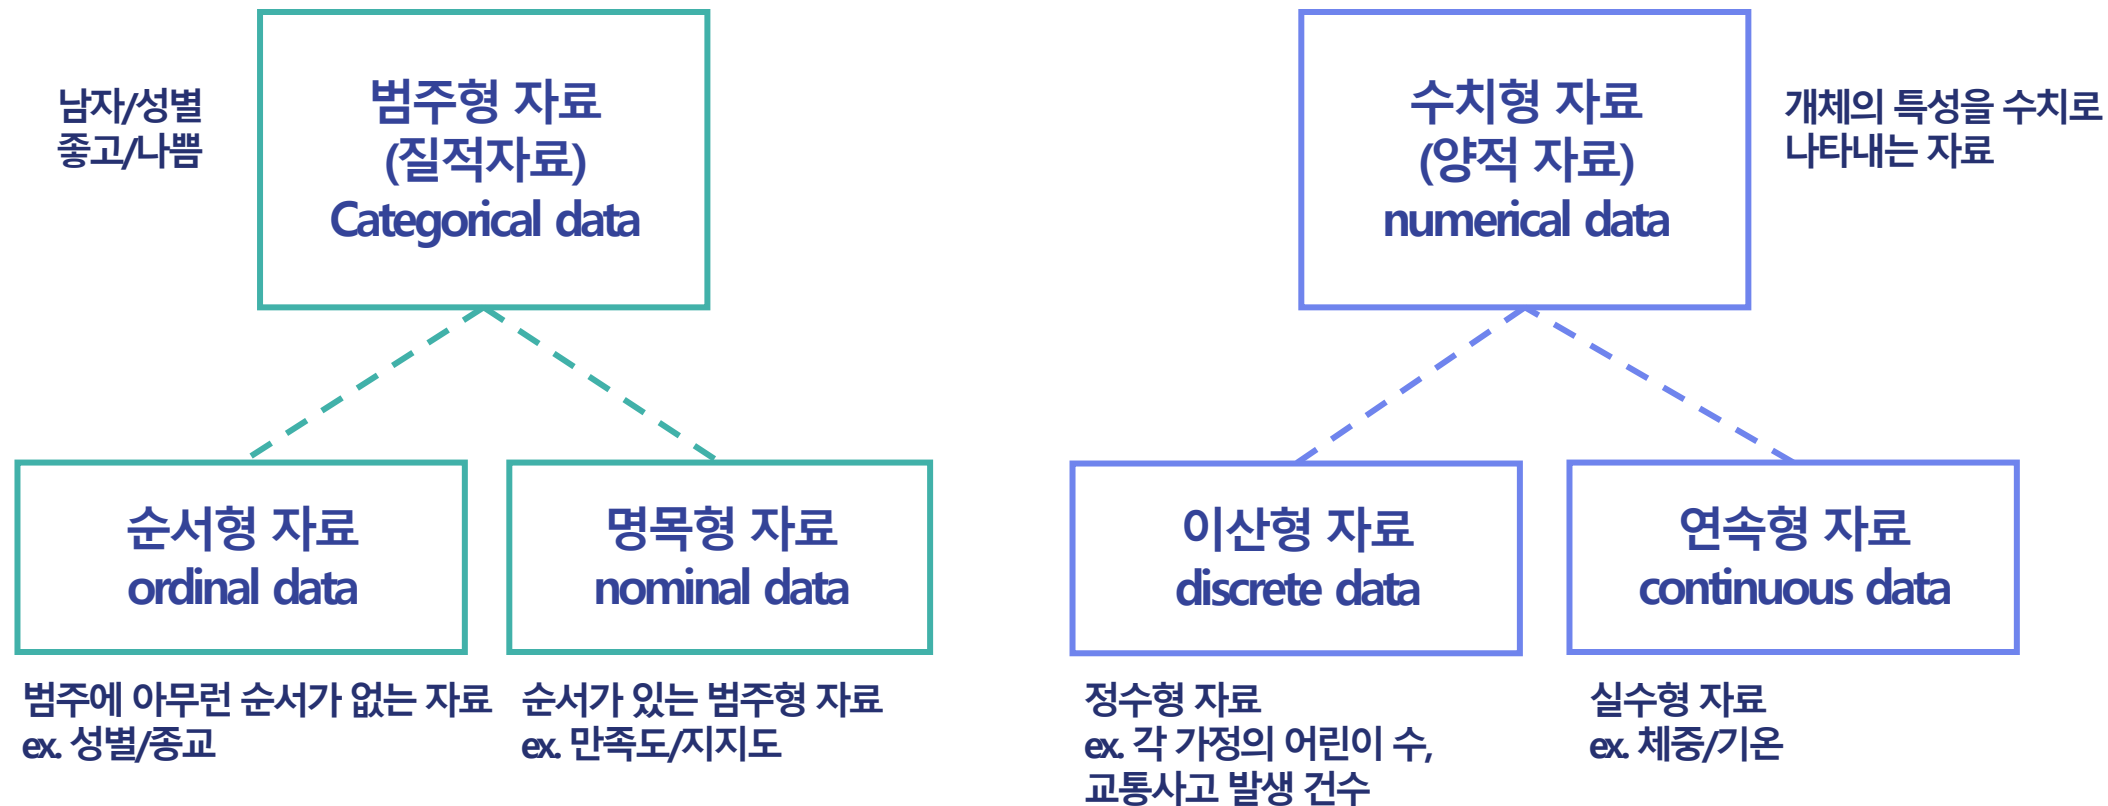 남자/성별
좋고/나쁨
범주형 자료
(질적자료)
Categorical data
수치형 자료
(양적 자료)
numerical data
개체의 특성을 수치로
나타내는 자료
순서형 자료
ordinal data
명목형 자료
nominal data
이산형 자료
discrete data
연속형 자료
continuous data
범주에 아무런 순서가 없는 자료
ex. 성별/종교
순서가 있는 범주형 자료
ex. 만족도/지지도
정수형 자료
ex. 각 가정의 어린이 수,
교통사고 발생 건수
실수형 자료
ex. 체중/기온